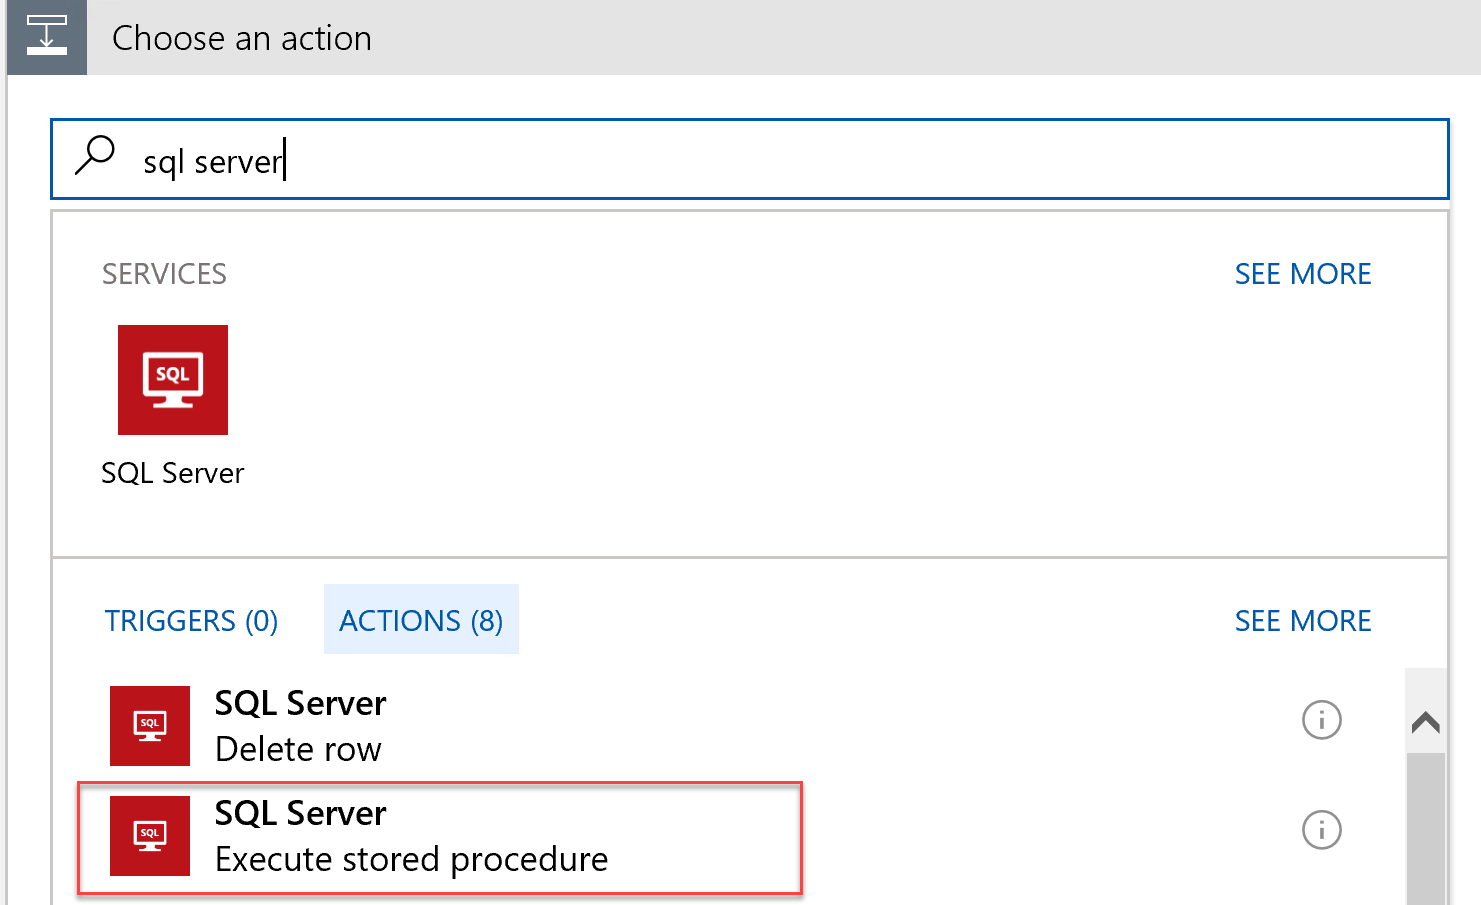 Choose an action
sql server
SERVICES
SEE MORE
SQL
SQL Server
TRIGGERS (0)
ACTIONS (8)
SEE MORE
SQL
SQL Server
Delete row
SQL
SQL Server
Execute stored procedure